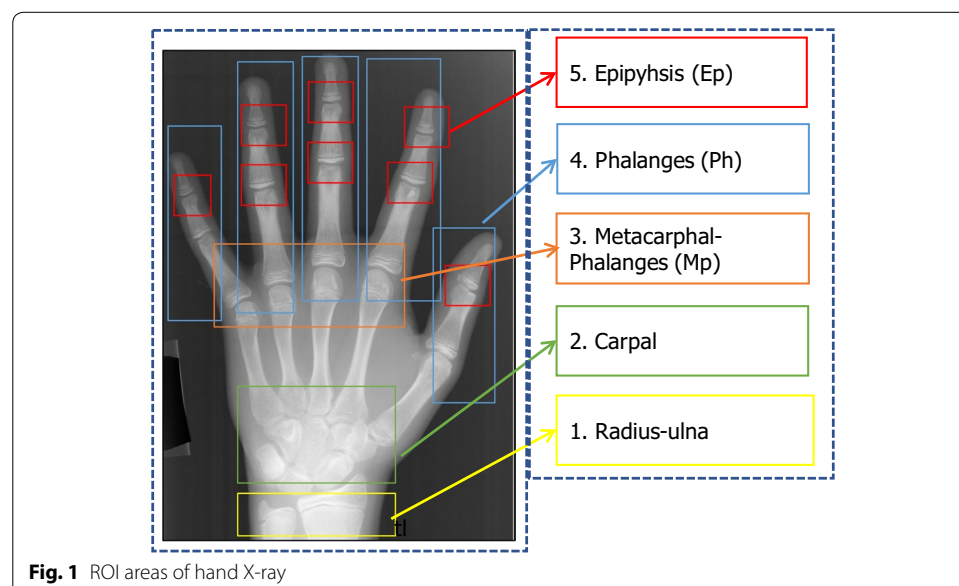 5. Epipyhsis (Ep)
4. Phalanges (Ph)
3. Metacarphal-
Phalanges (Mp)
2. Carpal
1. Radius-ulna
Fig. 1 ROI areas of hand X-ray